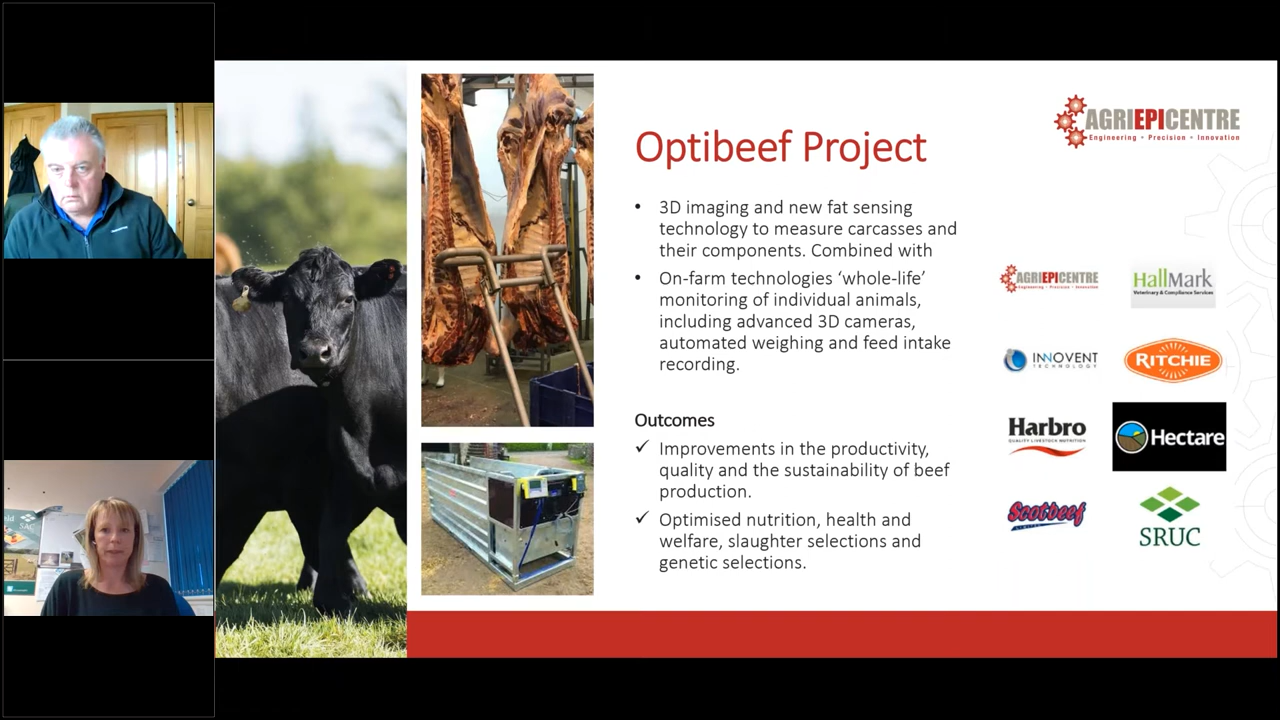 Optibeef Project
• 3D imaging and new fat sensing
technology to measure carcasses and
their components. Combined with
• On-farm technologies ‘whole-life’
monitoring of individual animals,
including advanced 3D cameras,
automated weighing and feed intake
recording.
Outcomes
✓ Improvements in the productivity,
quality and the sustainability of beef
production.
✓ Optimised nutrition, health and
welfare, slaughter selections and
genetic selections.
AGRIEPICENTRE
Engineering • Precision • Innovation
AGRIEPICENTRE
Engineering • Precision • Innovation
HallMark
Veterinary & Compliance Services
INNOVENT
TECHNOLOGY
RITCHIE
Harbro
QUALITY LIVESTOCK NUTRITION
Hectare
Scotbeef
LIMITED
SRUC
SAC